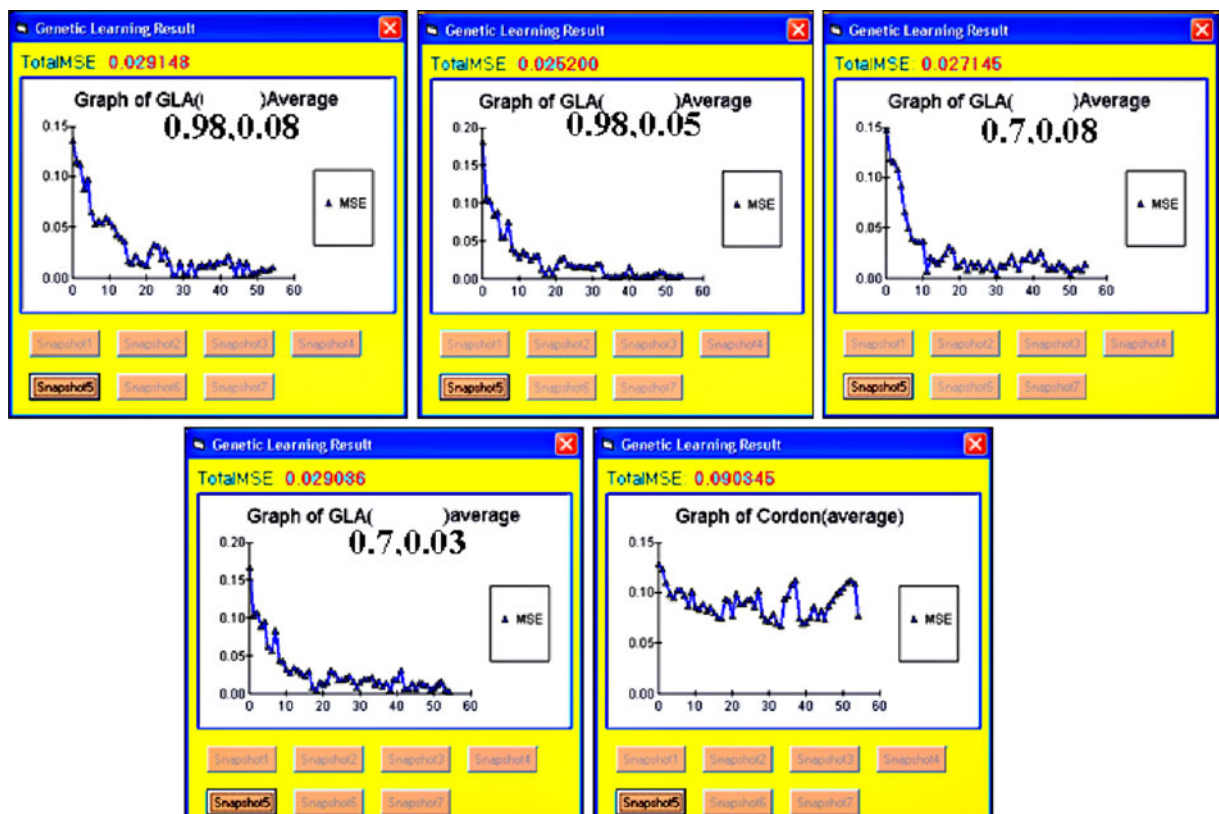 Genetic Learning Result
TotalMSE 0.029148
Graph of GLA( )Average
0.98,0.08
0.15
0.10
0.05
0.00
0 10 20 30 40 50 60
MSE
Snapshot1 Snapshot2 Snapshot3 Snapshot4
Snapshot5 Snapshot6 Snapshot7
Genetic Learning Result
TotalMSE 0.025200
Graph of GLA( )Average
0.98,0.05
0.20
0.15
0.10
0.05
0.00
0 10 20 30 40 50 60
MSE
Snapshot1 Snapshot2 Snapshot3 Snapshot4
Snapshot5 Snapshot6 Snapshot7
Genetic Learning Result
TotalMSE: 0.027145
Graph of GLA( )Average
0.7,0.08
0.15
0.10
0.05
0.00
0 10 20 30 40 50 60
MSE
Snapshot1 Snapshot2 Snapshot3 Snapshot4
Snapshot5 Snapshot6 Snapshot7
Genetic Learning Result
TotalMSE 0.029036
Graph of GLA( )average
0.7,0.03
0.20
0.15
0.10
0.05
0.00
0 10 20 30 40 50 60
MSE
Snapshot1 Snapshot2 Snapshot3 Snapshot4
Snapshot5 Snapshot6 Snapshot7
Genetic Learning Result
TotalMSE: 0.090345
Graph of Cordon(average)
0.15
0.10
0.05
0.00
0 10 20 30 40 50 60
MSE
Snapshot1 Snapshot2 Snapshot3 Snapshot4
Snapshot5 Snapshot6 Snapshot7